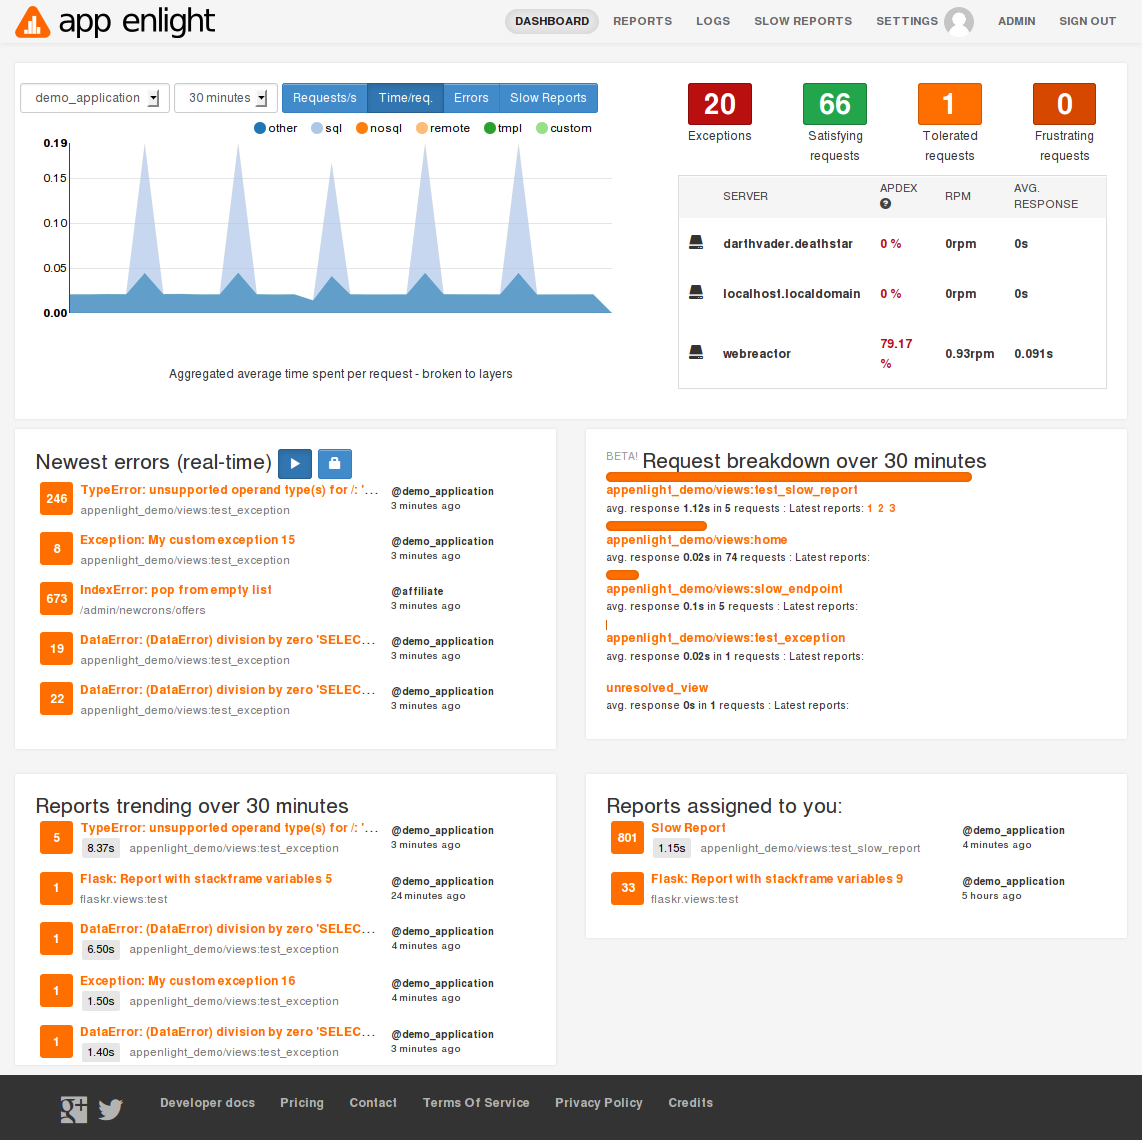 app enlight
DASHBOARD REPORTS LOGS SLOW REPORTS SETTINGS ADMIN SIGN OUT
demo_application 30 minutes Requests/s Time/req. Errors Slow Reports
other sql nosql remote tmpl custom
0.19
0.15
0.10
0.05
0.00
Aggregated average time spent per request - broken to layers
20 66 1 0
Exceptions Satisfying requests Tolerated requests Frustrating requests
SERVER APDEX ? RPM AVG. RESPONSE
darthvader.deathstar 0 % 0rpm 0s
localhost.localdomain 0 % 0rpm 0s
webreactor 79.17 % 0.93rpm 0.091s
Newest errors (real-time)
246 TypeError: unsupported operand type(s) for /: '... @demo_application
appenlight_demo/views:test_exception 3 minutes ago
8 Exception: My custom exception 15 @demo_application
appenlight_demo/views:test_exception 3 minutes ago
673 IndexError: pop from empty list @affiliate
/admin/newcrons/offers 3 minutes ago
19 DataError: (DataError) division by zero 'SELEC... @demo_application
appenlight_demo/views:test_exception 3 minutes ago
22 DataError: (DataError) division by zero 'SELEC... @demo_application
appenlight_demo/views:test_exception 3 minutes ago
BETA! Request breakdown over 30 minutes
appenlight_demo/views:test_slow_report
avg. response 1.12s in 5 requests : Latest reports: 1 2 3
appenlight_demo/views:home
avg. response 0.02s in 74 requests : Latest reports:
appenlight_demo/views:slow_endpoint
avg. response 0.1s in 5 requests : Latest reports:
appenlight_demo/views:test_exception
avg. response 0.02s in 1 requests : Latest reports:
unresolved_view
avg. response 0s in 1 requests : Latest reports:
Reports trending over 30 minutes
5 TypeError: unsupported operand type(s) for /: '... @demo_application
8.37s appenlight_demo/views:test_exception 3 minutes ago
1 Flask: Report with stackframe variables 5 @demo_application
flaskr.views:test 24 minutes ago
1 DataError: (DataError) division by zero 'SELEC... @demo_application
6.50s appenlight_demo/views:test_exception 4 minutes ago
1 Exception: My custom exception 16 @demo_application
1.50s appenlight_demo/views:test_exception 4 minutes ago
1 DataError: (DataError) division by zero 'SELEC... @demo_application
1.40s appenlight_demo/views:test_exception 3 minutes ago
Reports assigned to you:
801 Slow Report @demo_application
1.15s appenlight_demo/views:test_slow_report 4 minutes ago
33 Flask: Report with stackframe variables 9 @demo_application
flaskr.views:test 5 hours ago
g+ Developer docs Pricing Contact Terms Of Service Privacy Policy Credits